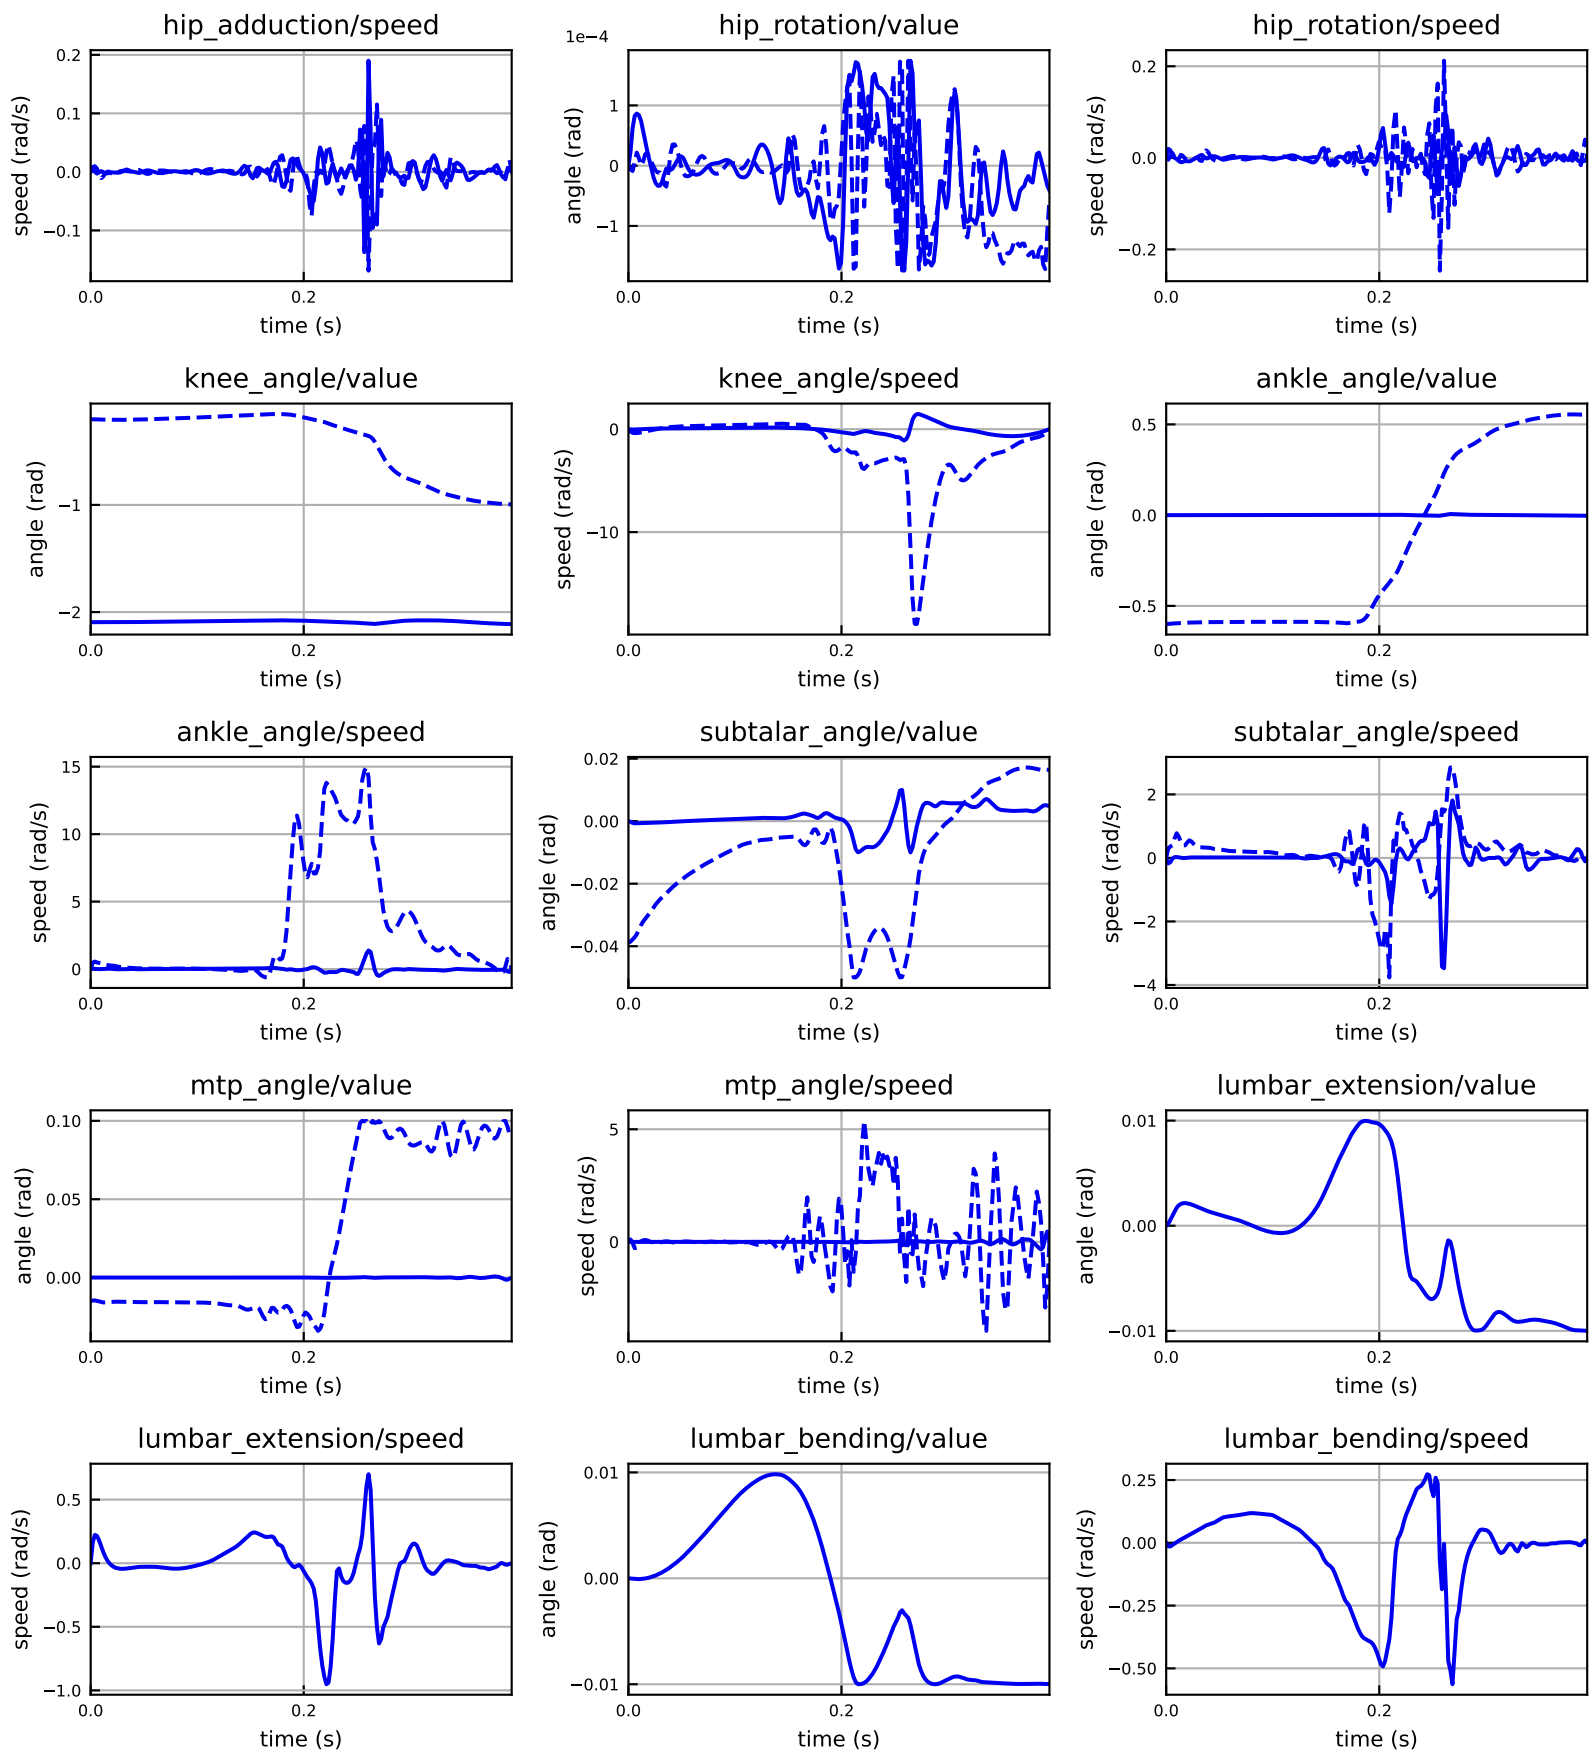 hip_adduction/speed
speed (rad/s)
0.2
0.1
0.0
−0.1
0.0
0.2
time (s)
hip_rotation/value
1e−4
angle (rad)
1
0
−1
0.0
0.2
time (s)
hip_rotation/speed
speed (rad/s)
0.2
0.0
−0.2
0.0
0.2
time (s)
knee_angle/value
angle (rad)
−1
−2
0.0
0.2
time (s)
knee_angle/speed
speed (rad/s)
0
−10
0.0
0.2
time (s)
ankle_angle/value
angle (rad)
0.5
0.0
−0.5
0.0
0.2
time (s)
ankle_angle/speed
speed (rad/s)
15
10
5
0
0.0
0.2
time (s)
subtalar_angle/value
angle (rad)
0.02
0.00
−0.02
−0.04
0.0
0.2
time (s)
subtalar_angle/speed
speed (rad/s)
2
0
−2
−4
0.0
0.2
time (s)
mtp_angle/value
angle (rad)
0.10
0.05
0.00
0.0
0.2
time (s)
mtp_angle/speed
speed (rad/s)
5
0
0.0
0.2
time (s)
lumbar_extension/value
angle (rad)
0.01
0.00
−0.01
0.0
0.2
time (s)
lumbar_extension/speed
speed (rad/s)
0.5
0.0
−0.5
−1.0
0.0
0.2
time (s)
lumbar_bending/value
angle (rad)
0.01
0.00
−0.01
0.0
0.2
time (s)
lumbar_bending/speed
speed (rad/s)
0.25
0.00
−0.25
−0.50
0.0
0.2
time (s)